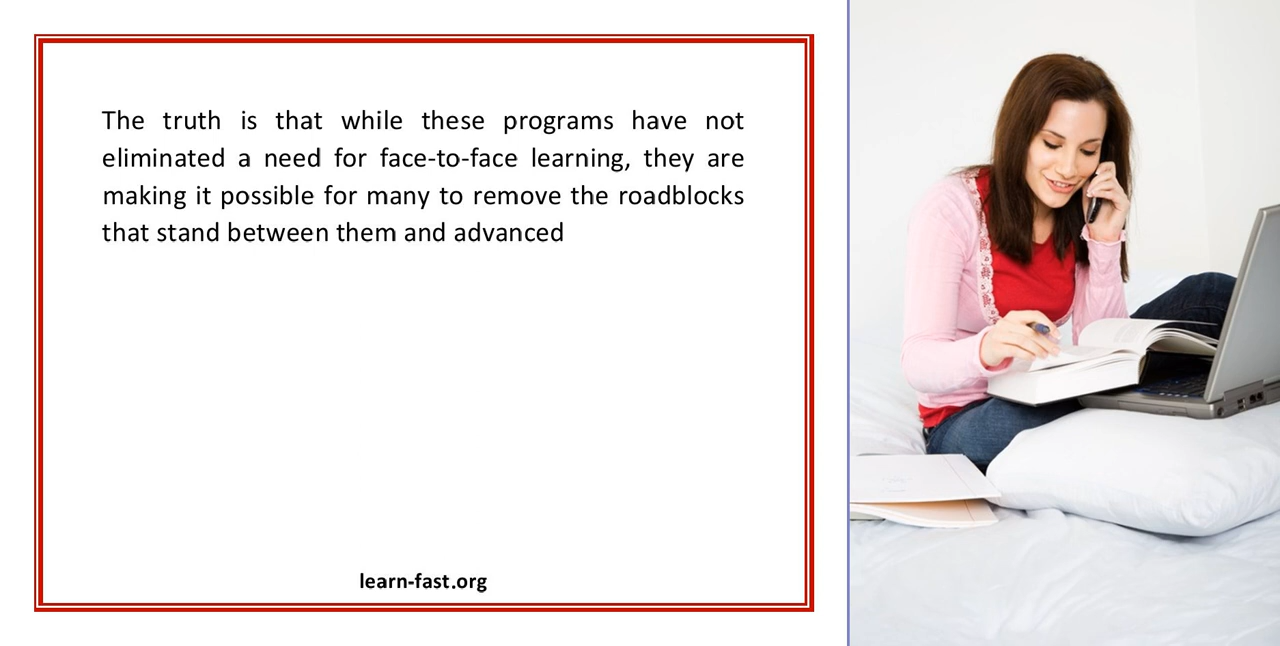 The truth is that while these programs have not
eliminated a need for face-to-face learning, they are
making it possible for many to remove the roadblocks
that stand between them and advanced
learn-fast.org